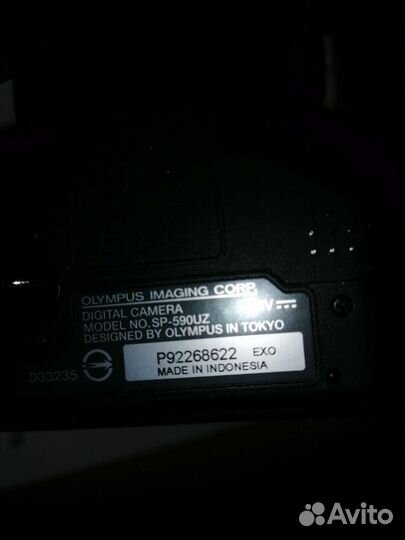 OLYMPUS IMAGING CORP.
DIGITAL CAMERA
MODEL NO.SP-590UZ
DESIGNED BY OLYMPUS IN TOKYO
P92268622 EXO
MADE IN INDONESIA
D33235
Avito